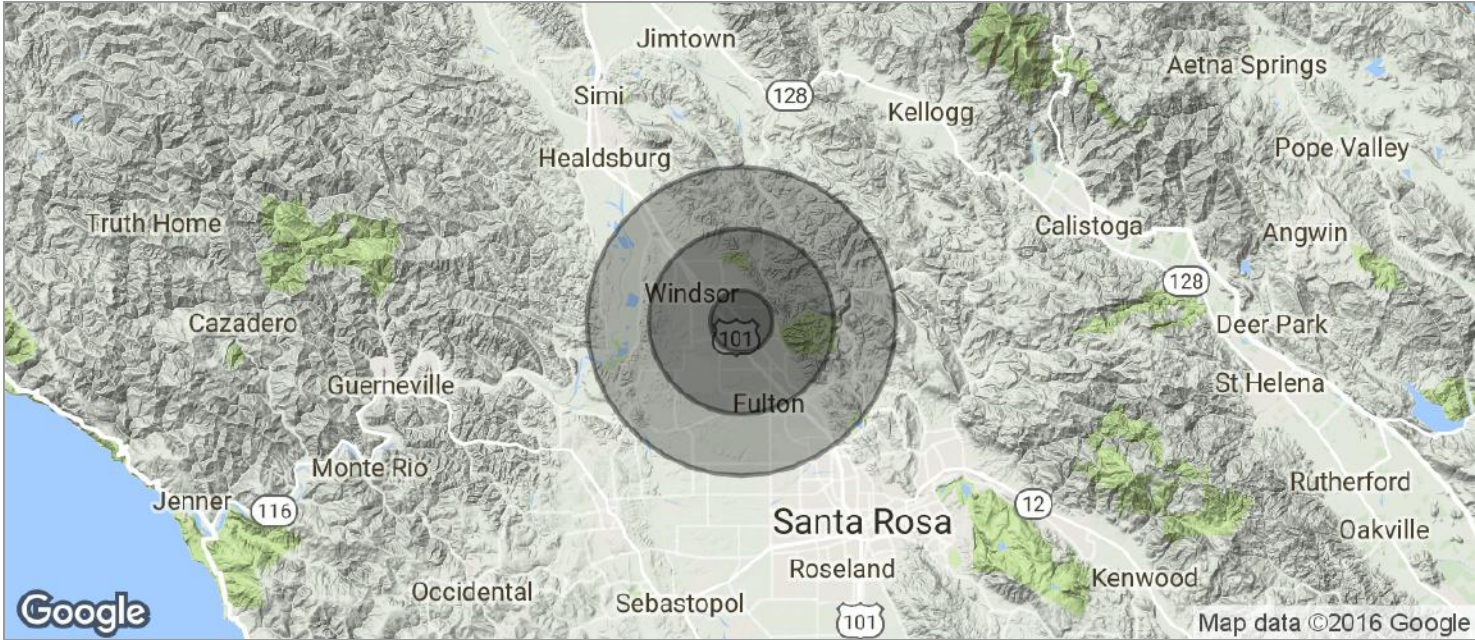 Jimtown
Aetna Springs
Simi
128
Kellogg
Healdsburg
Pope Valley
Truth Home
Calistoga
Angwin
128
Windsor
Cazadero
101
Deer Park
Guerneville
St Helena
Fulton
Monte Rio
Rutherford
Jenner
116
12
Santa Rosa
Oakville
Roseland
Kenwood
Occidental
Sebastopol
101
Google
Map data ©2016 Google